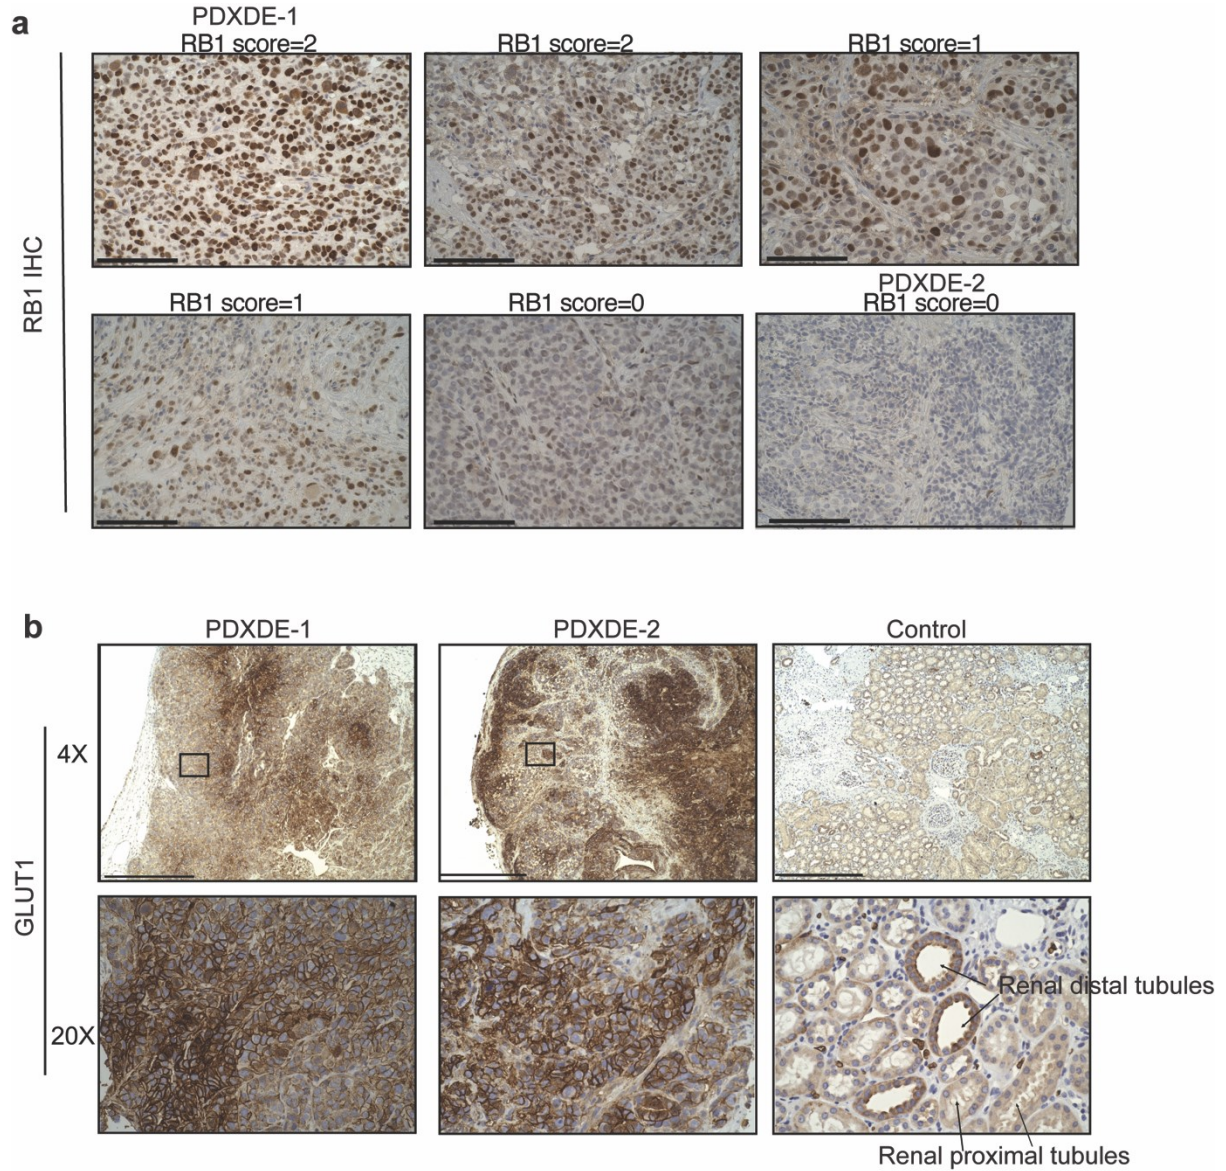 a
PDXDE-1
RB1 score=2
RB1 score=2
RB1 score=1
RB1 IHC
PDXDE-2
RB1 score=1
RB1 score=0
RB1 score=0
b
PDXDE-1
PDXDE-2
Control
GLUT1
4X
20X
Renal distal tubules
Renal proximal tubules